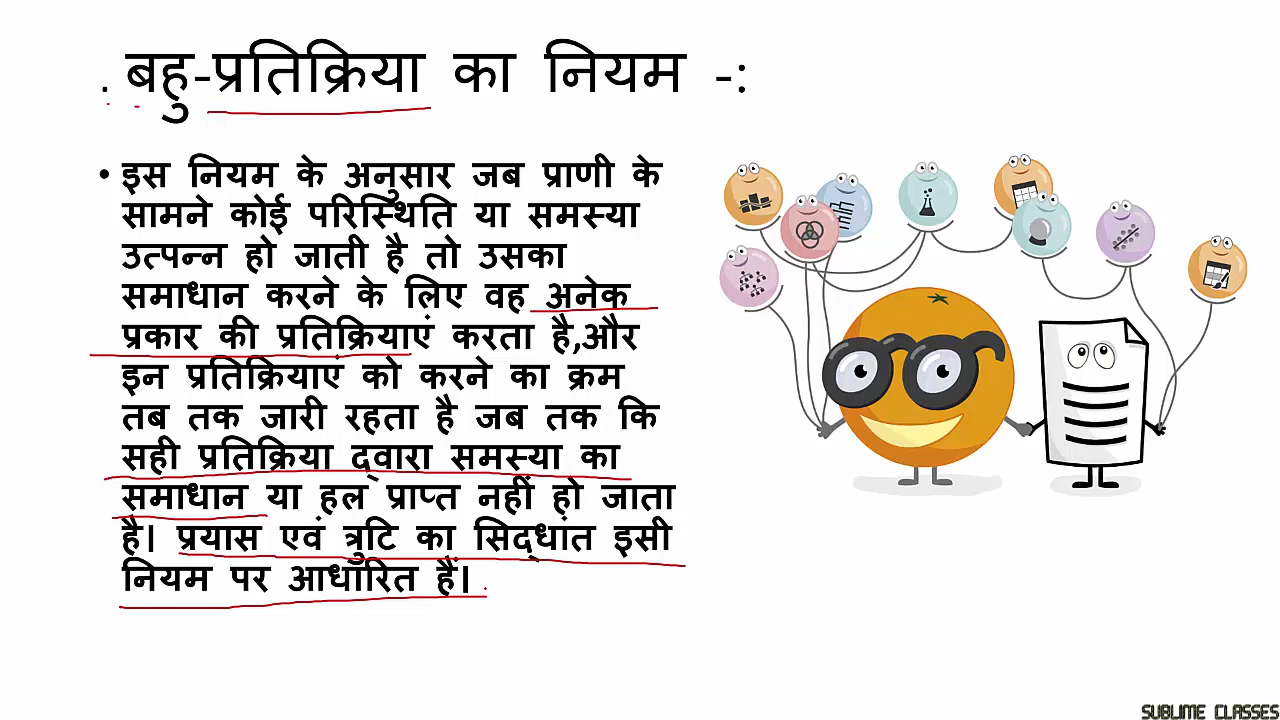 . बहु-प्रतिक्रिया का नियम -:
• इस नियम के अनुसार जब प्राणी के
सामने कोई परिस्थिति या समस्या
उत्पन्न हो जाती है तो उसका
समाधान करने के लिए वह अनेक
प्रकार की प्रतिक्रियाएं करता है,और
इन प्रतिक्रियाएं को करने का क्रम
तब तक जारी रहता है जब तक कि
सही प्रतिक्रिया द्वारा समस्या का
समाधान या हल प्राप्त नहीं हो जाता
है। प्रयास एवं त्रुटि का सिद्धांत इसी
नियम पर आधारित हैं।
SUBLIME CLASSES